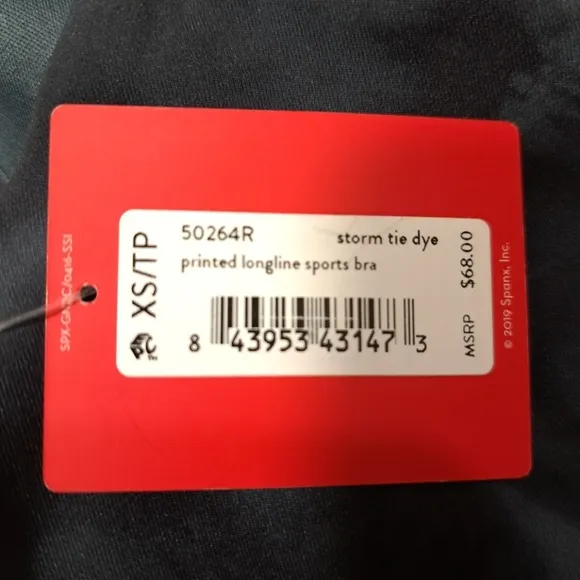 50264R storm tie dye
printed longline sports bra
XS/TP
8 43953 43147 3
MSRP $68.00
© 2019 Spanx, Inc.